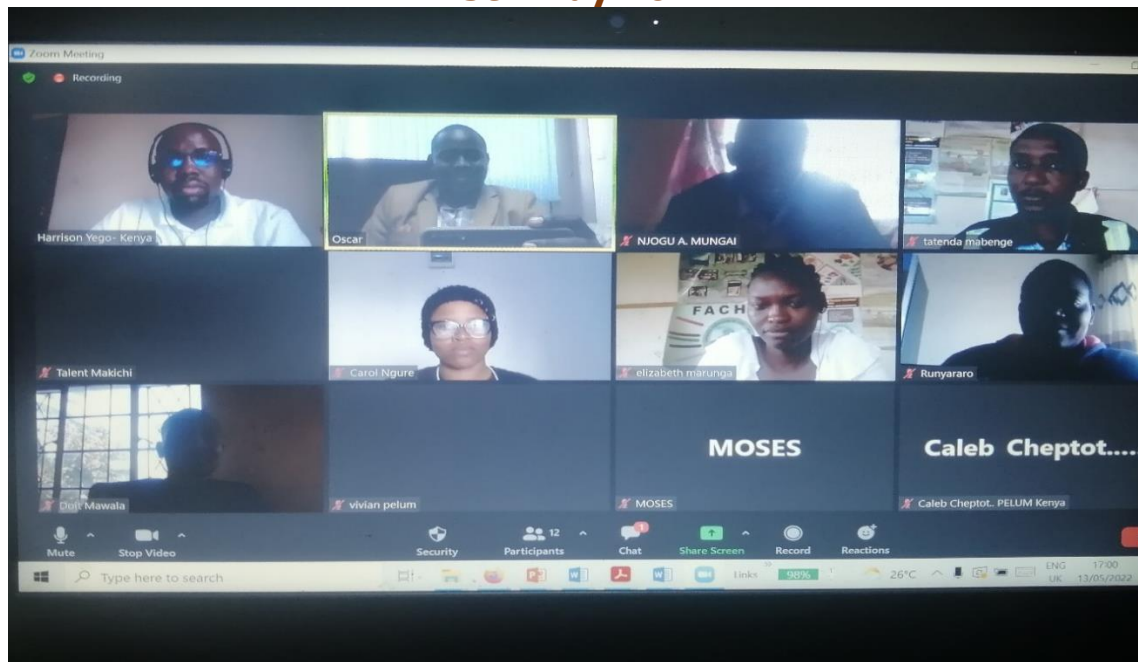 Zoom Meeting
Recording
Harrison Yego- Kenya
Oscar
NJOGU A. MUNGAI
tatenda mabenge
FACH
Talent Makichi
Carol Ngure
elizabeth marunga
Runyararo
MOSES
Caleb Cheptot....
Mawala
vivian pelum
MOSES
Caleb Cheptot.. PELUM Kenya
12
1
Mute
Stop Video
Security
Participants
Chat
Share Screen
Record
Reactions
Type here to search
Links
98%
26°C
ENG
UK
17:00
13/05/2022